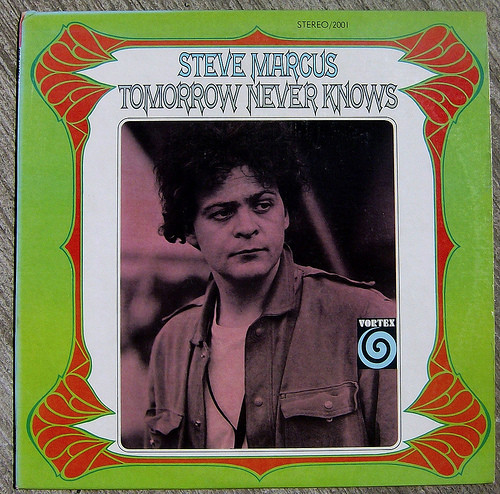 STEREO/2001
STEVE MARCUS
TOMORROW NEVER KNOWS
VORTEX